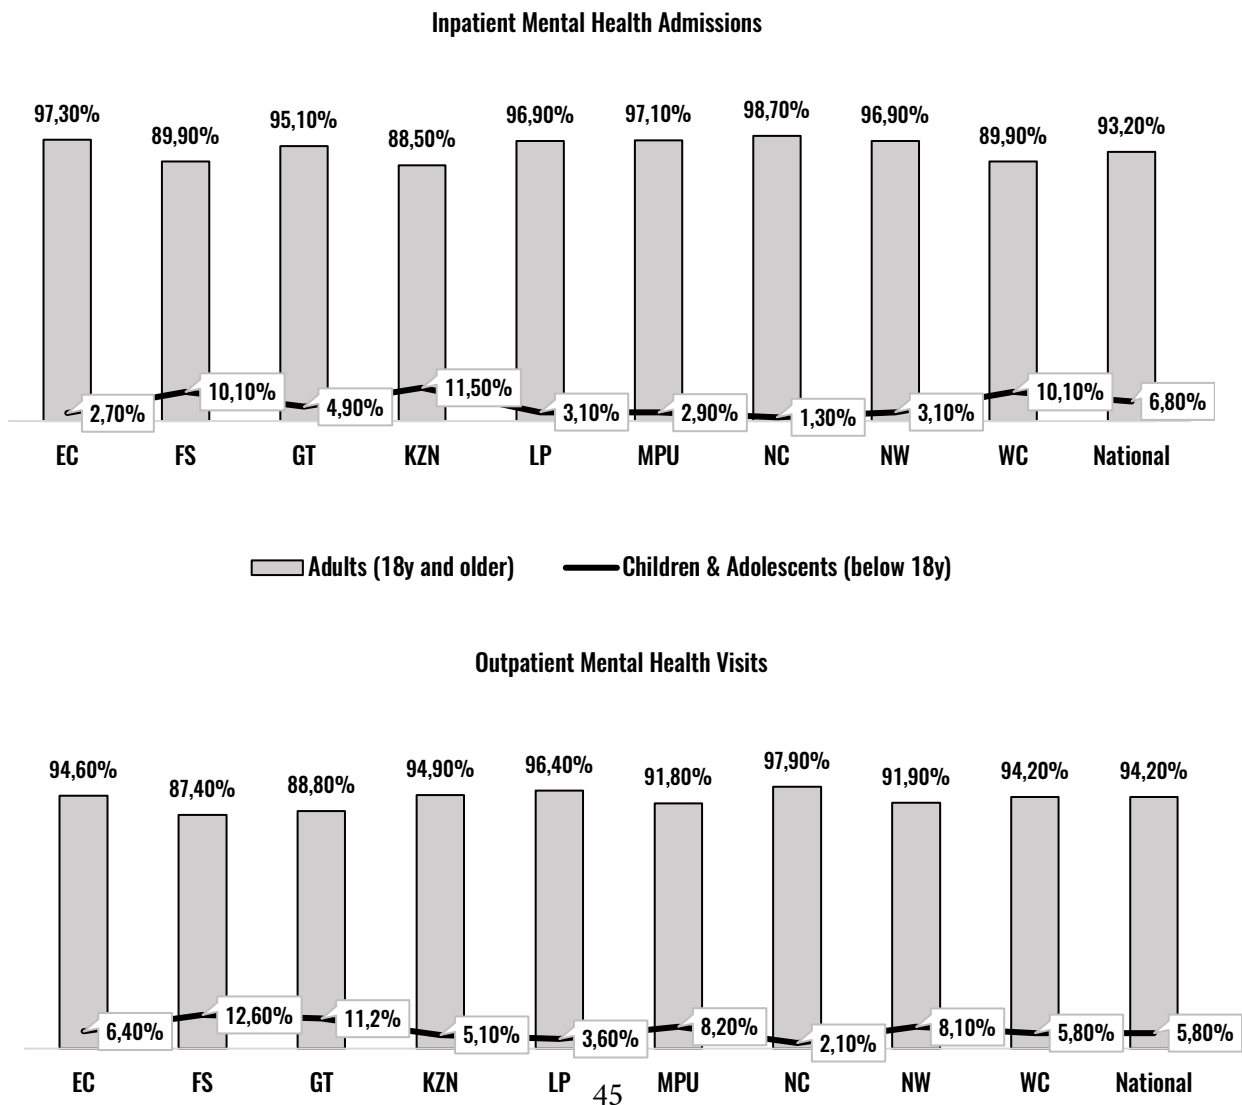 Inpatient Mental Health Admissions
97,30% 89,90% 95,10% 88,50% 96,90% 97,10% 98,70% 96,90% 89,90% 93,20%
2,70% 10,10% 4,90% 11,50% 3,10% 2,90% 1,30% 3,10% 10,10% 6,80%
EC FS GT KZN LP MPU NC NW WC National
Adults (18y and older) Children & Adolescents (below 18y)
Outpatient Mental Health Visits
94,60% 87,40% 88,80% 94,90% 96,40% 91,80% 97,90% 91,90% 94,20% 94,20%
6,40% 12,60% 11,2% 5,10% 3,60% 8,20% 2,10% 8,10% 5,80% 5,80%
EC FS GT KZN LP MPU NC NW WC National
45